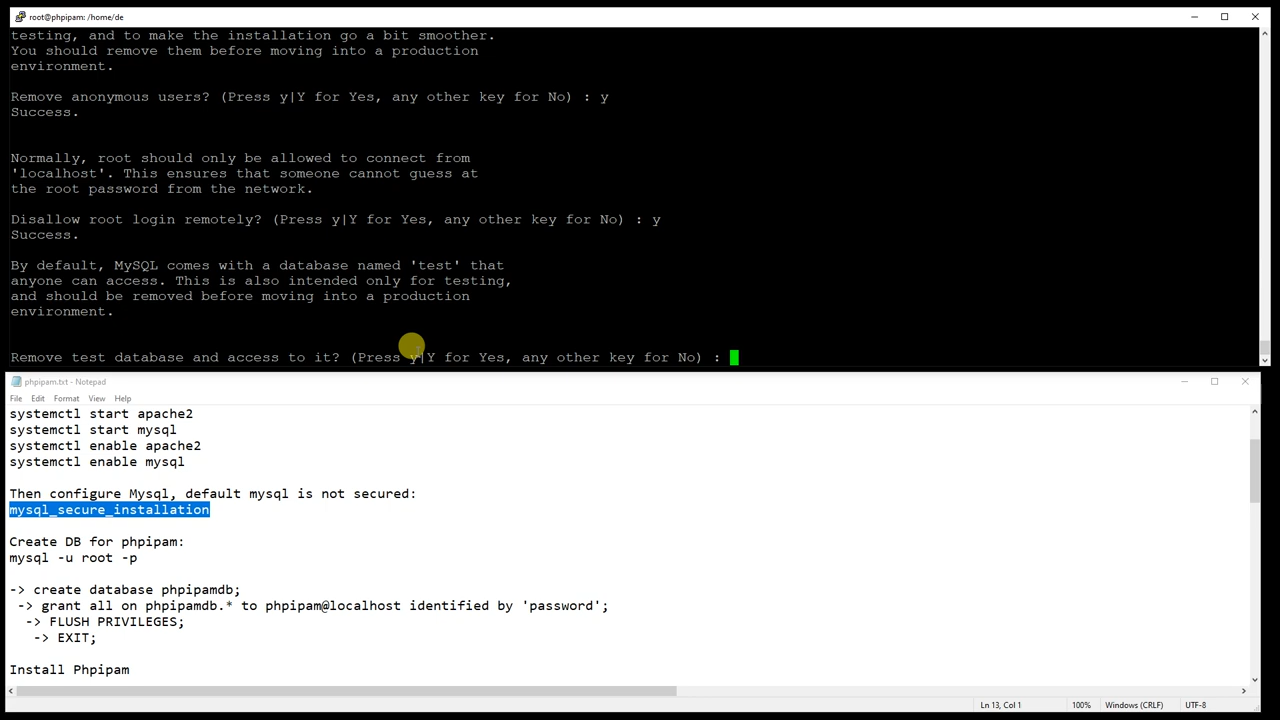 root@phpipam: /home/de
testing, and to make the installation go a bit smoother.
You should remove them before moving into a production
environment.
Remove anonymous users? (Press y|Y for Yes, any other key for No) : y
Success.
Normally, root should only be allowed to connect from
'localhost'. This ensures that someone cannot guess at
the root password from the network.
Disallow root login remotely? (Press y|Y for Yes, any other key for No) : y
Success.
By default, MySQL comes with a database named 'test' that
anyone can access. This is also intended only for testing,
and should be removed before moving into a production
environment.
Remove test database and access to it? (Press y|Y for Yes, any other key for No) :
phpipam.txt - Notepad
File Edit Format View Help
systemctl start apache2
systemctl start mysql
systemctl enable apache2
systemctl enable mysql
Then configure Mysql, default mysql is not secured:
mysql_secure_installation
Create DB for phpipam:
mysql -u root -p
-> create database phpipamdb;
-> grant all on phpipamdb.* to phpipam@localhost identified by 'password';
-> FLUSH PRIVILEGES;
-> EXIT;
Install Phpipam
Ln 13, Col 1 100% Windows (CRLF) UTF-8